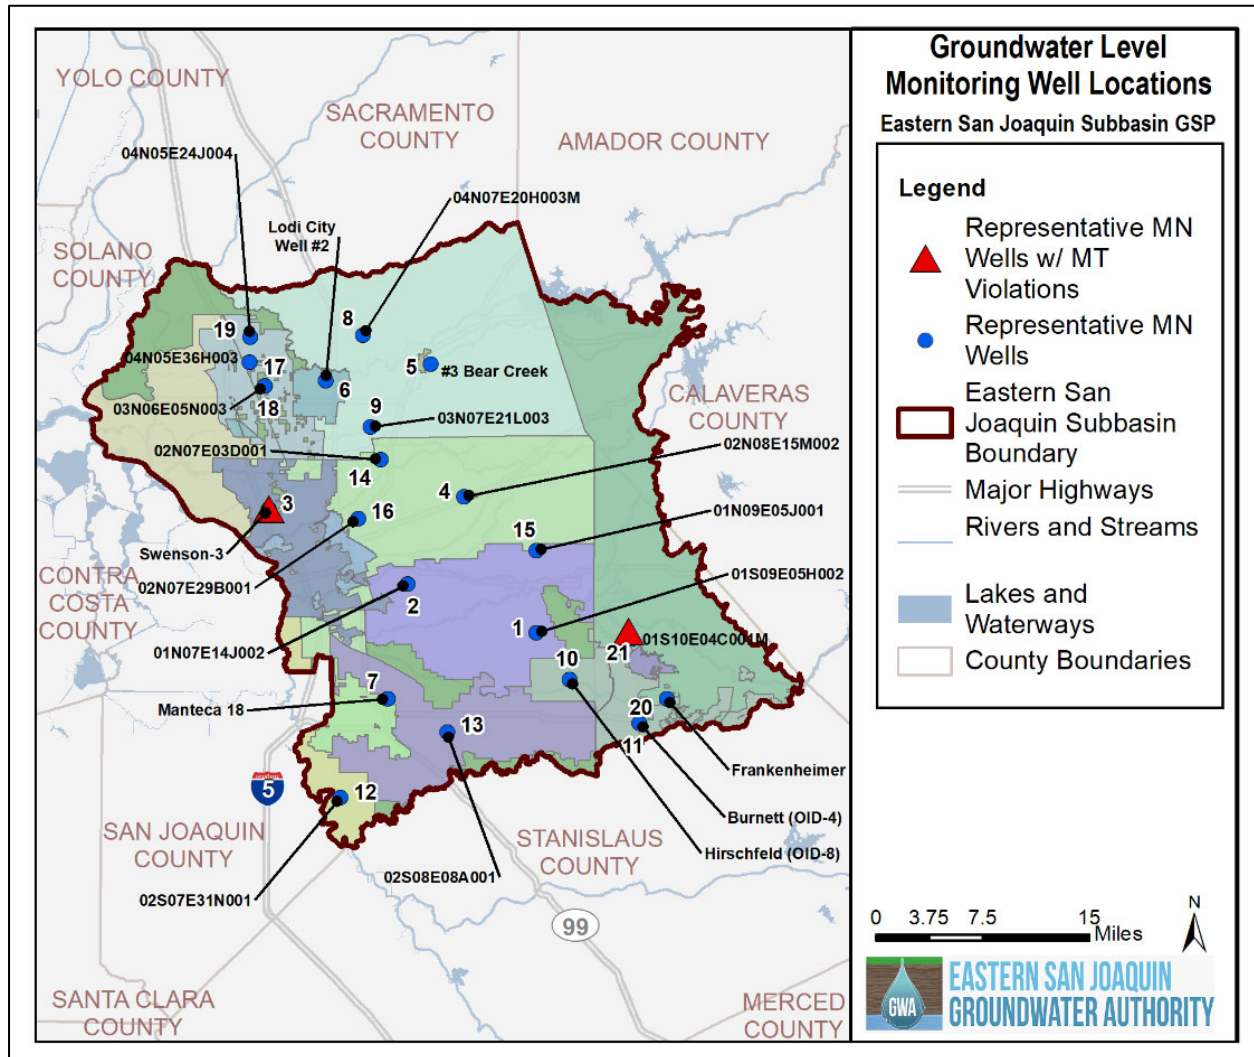 Groundwater Level
Monitoring Well Locations
Eastern San Joaquin Subbasin GSP
YOLO COUNTY
SACRAMENTO
COUNTY
AMADOR COUNTY
04N05E24J004
04N07E20H003M
Lodi City
Well #2
SOLANO
COUNTY
19
8
04N05E36H003
17
5
#3 Bear Creek
6
03N06E05N003
18
CALAVERAS
COUNTY
9
03N07E21L003
02N07E03D001
14
02N08E15M002
4
3
16
15
01N09E05J001
Swenson-3
CONTRA
COSTA
COUNTY
02N07E29B001
01S09E05H002
2
1
01S10E04C001M
21
01N07E14J002
10
7
Manteca 18
20
13
11
Frankenheimer
5
12
Burnett (OID-4)
SAN JOAQUIN
COUNTY
STANISLAUS
COUNTY
Hirschfeld (OID-8)
02S08E08A001
02S07E31N001
99
SANTA CLARA
COUNTY
MERCED
COUNTY
Legend
Representative MN
Wells w/ MT
Violations
Representative MN
Wells
Eastern San
Joaquin Subbasin
Boundary
Major Highways
Rivers and Streams
Lakes and
Waterways
County Boundaries
N
0 3.75 7.5 15
Miles
GWA
EASTERN SAN JOAQUIN
GROUNDWATER AUTHORITY